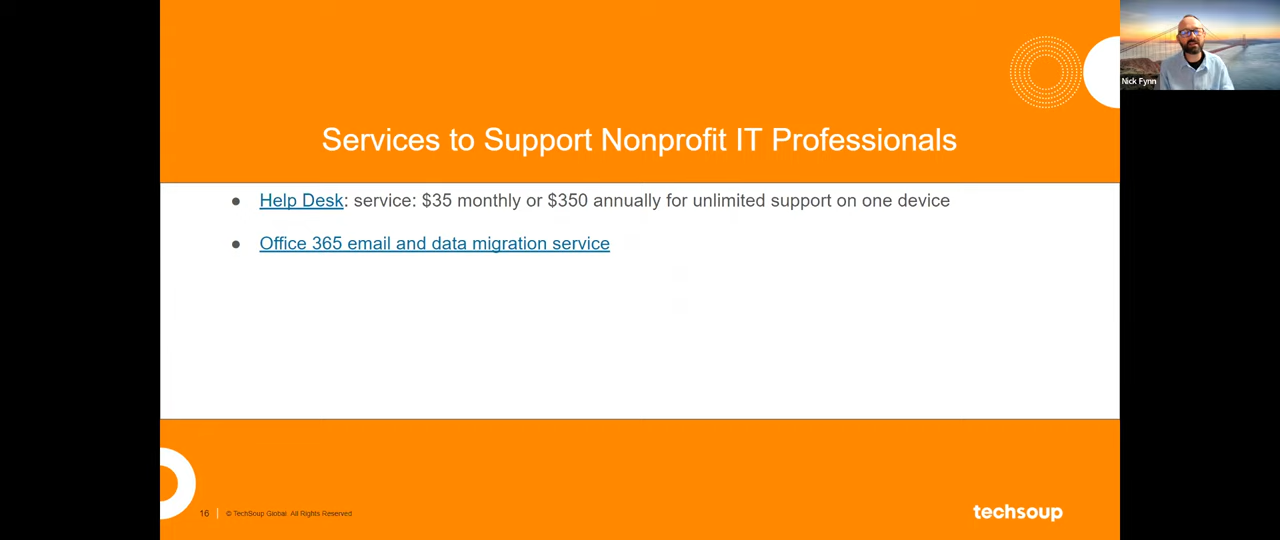 Nick Fynn
Services to Support Nonprofit IT Professionals
● Help Desk: service: $35 monthly or $350 annually for unlimited support on one device
● Office 365 email and data migration service
16
© TechSoup Global. All Rights Reserved
techsoup